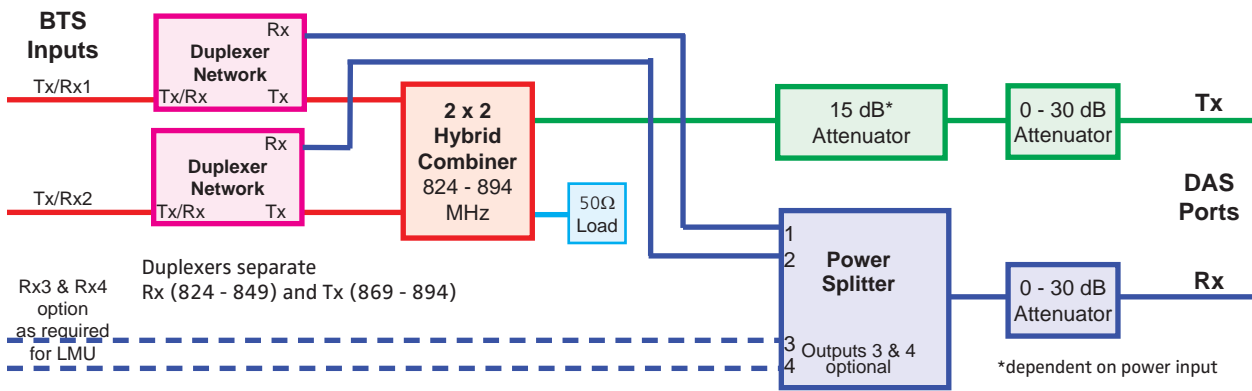 BTS
Inputs
Tx/Rx1
Rx
Duplexer
Network
Tx/Rx Tx
Tx/Rx2
Rx
Duplexer
Network
Tx/Rx Tx
2 x 2
Hybrid
Combiner
824 - 894
MHz
50Ω
Load
15 dB*
Attenuator
0 - 30 dB
Attenuator
Tx
DAS
Ports
Duplexers separate
Rx (824 - 849) and Tx (869 - 894)
Rx3 & Rx4
option
as required
for LMU
1
2
Power
Splitter
3
4
Outputs 3 & 4
optional
0 - 30 dB
Attenuator
Rx
*dependent on power input